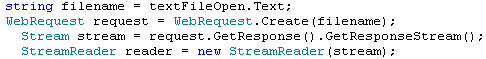 string filename = textFileOpen.Text;
WebRequest request = WebRequest.Create(filename);
Stream stream = request.GetResponse().GetResponseStream();
StreamReader reader = new StreamReader(stream);